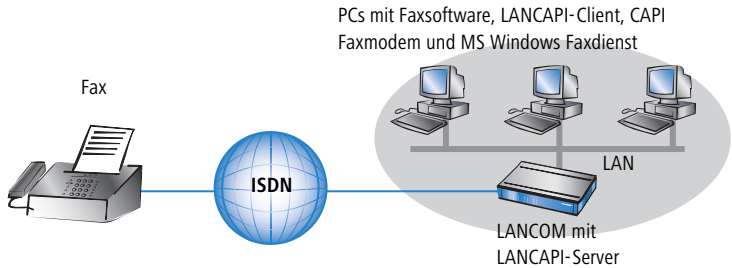 PCs mit Faxsoftware, LANCAPI-Client, CAPI
Faxmodem und MS Windows Faxdienst
Fax
ISDN
LAN
LANCOM mit
LANCAPI-Server